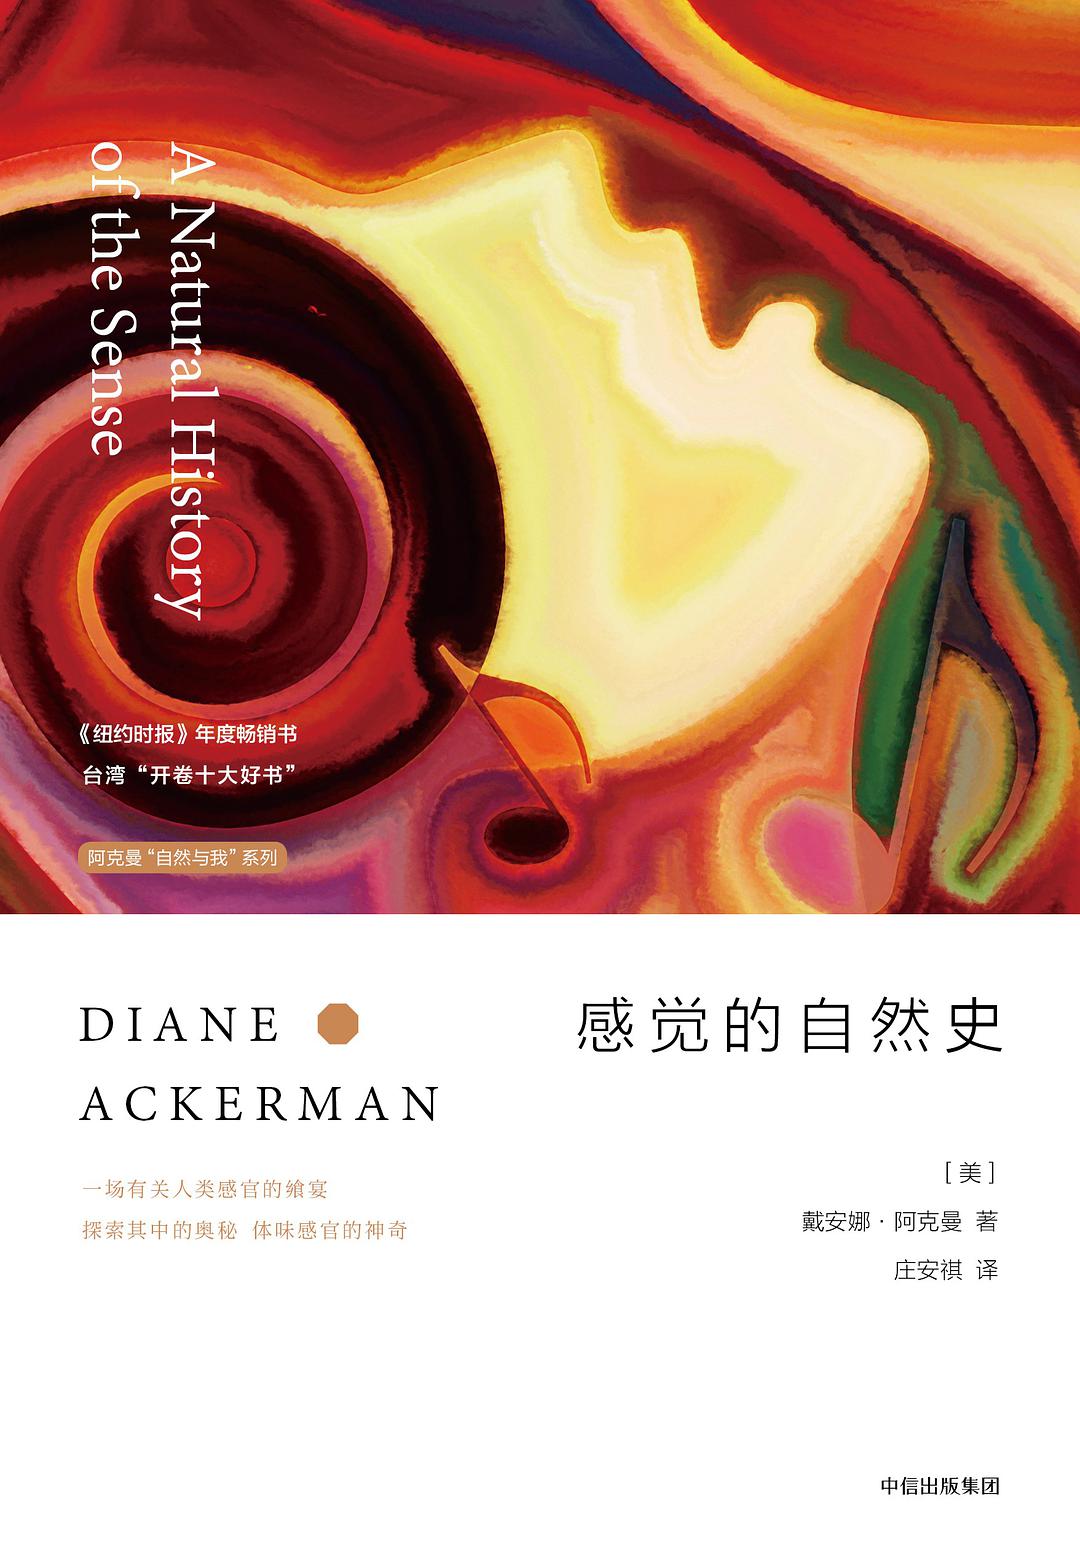 A Natural History
of the Sense
《纽约时报》年度畅销书
台湾“开卷十大好书”
阿克曼“自然与我”系列
DIANE
ACKERMAN
感觉的自然史
一场有关人类感官的飨宴
探索其中的奥秘 体味感官的神奇
[美]
戴安娜·阿克曼 著
庄安祺 译
中信出版集团